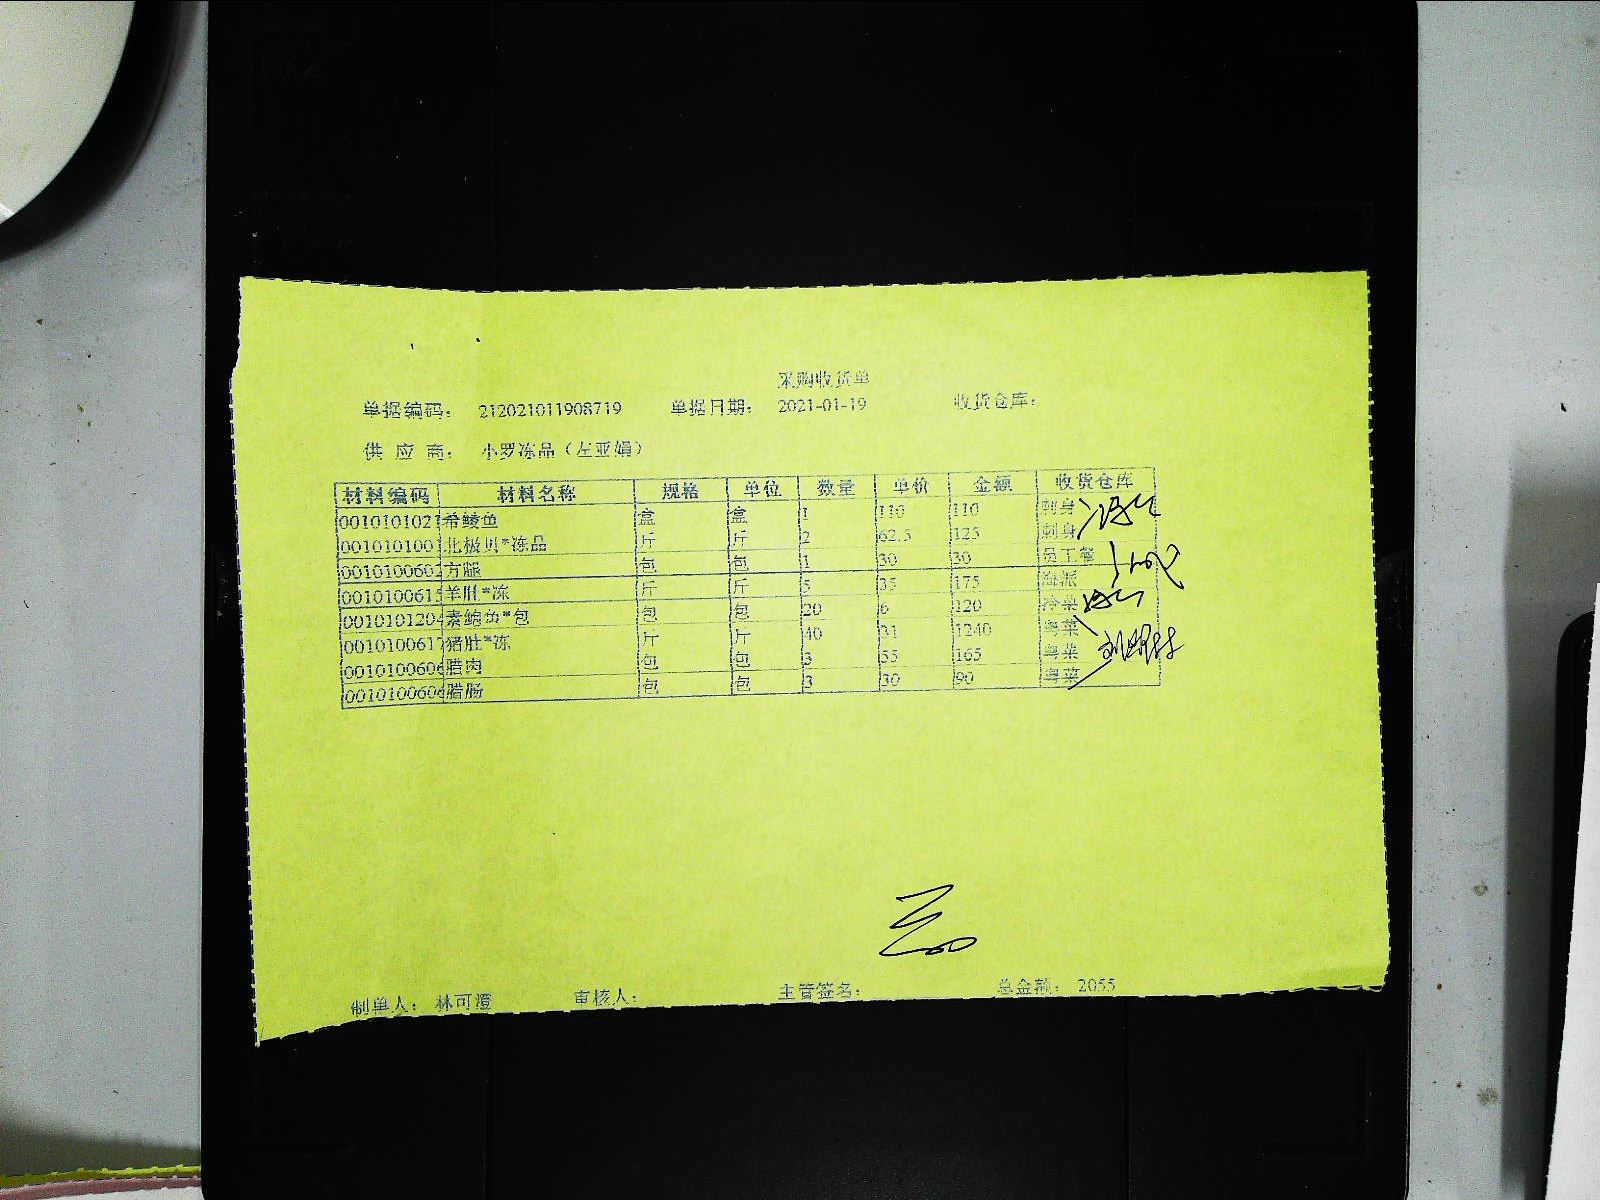 采购收货单
单据编码： 212021011908719 单据日期： 2021-01-19 收货仓库：
供 应 商： 小罗冻品（左亚娟）
材料编码 材料名称 规格 单位 数量 单价 金额 收货仓库
0010101021 希鲮鱼 盒 盒 1 110 110 刺身
0010101001 北极贝*冻品 斤 斤 2 62.5 125 刺身
0010100602 方腿 包 包 1 30 30 员工餐
0010100615 羊肚*冻 斤 斤 5 35 175 海派
0010101204 素鲍鱼*包 包 包 20 6 120 冷菜
0010100617 猪肚*冻 斤 斤 40 31 1240 粤菜
0010100606 腊肉 包 包 3 55 165 粤菜
001010060 腊肠 包 包 3 30 90 粤菜
制单人： 林可澄 审核人： 主管签名： 总金额： 2055